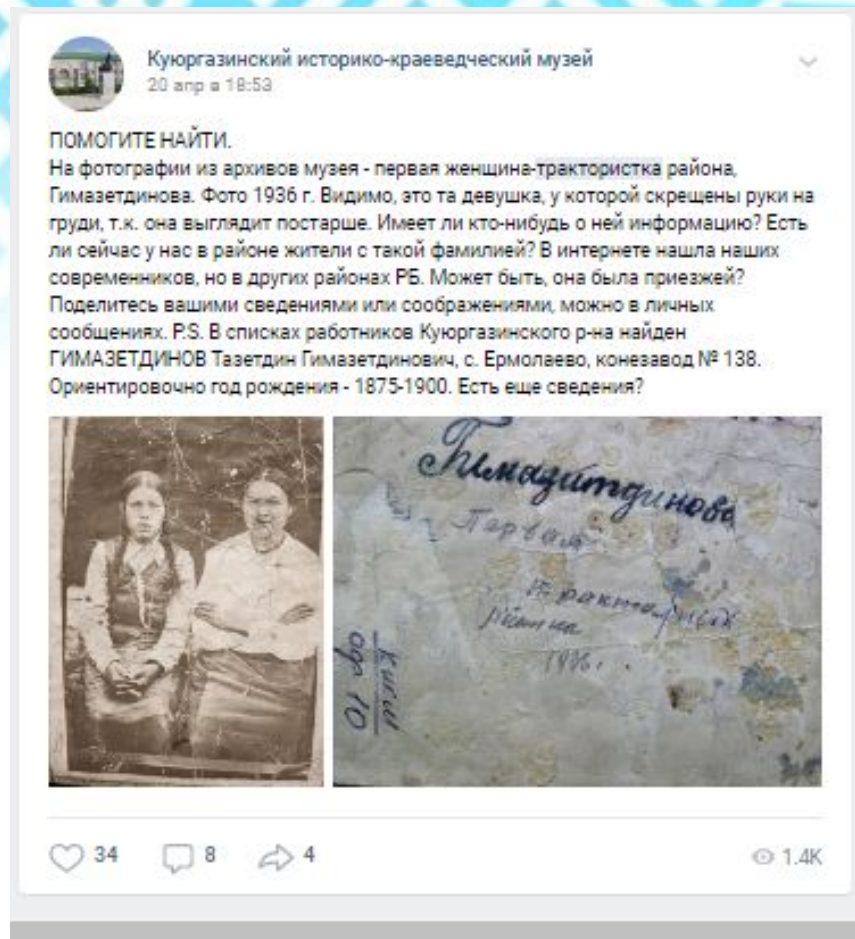 Куюргазинский историко-краеведческий музей
20 апр в 18:53
ПОМОГИТЕ НАЙТИ.
На фотографии из архивов музея - первая женщина-трактористка района,
Гимазетдинова. Фото 1936 г. Видимо, это та девушка, у которой скрещены руки на
груди, т.к. она выглядит постарше. Имеет ли кто-нибудь о ней информацию? Есть
ли сейчас у нас в районе жители с такой фамилией? В интернете нашла наших
современников, но в других районах РБ. Может быть, она была приезжей?
Поделитесь вашими сведениями или соображениями, можно в личных
сообщениях. P.S. В списках работников Куюргазинского р-на найден
ГИМАЗЕТДИНОВ Тазетдин Гимазетдинович, с. Ермолаево, конезавод № 138.
Ориентировочно год рождения - 1875-1900. Есть еще сведения?
Гимазитдинова
Первая
1936г.
оф 10
34
8
4
1.4K